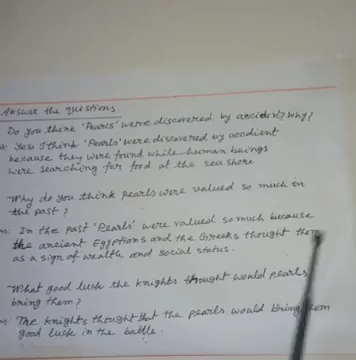 Answer the questions.
Do you think 'Pearls' were discovered by accident? Why?
Yes! I think 'Pearls' were discovered by accdient
because they were found while human beings
were searching for food at the sea shore
Why do you think pearls were valued so much in
the past?
In the past 'Pearls' were valued so much because
the ancient Egyptions and the Greeks thought them
as a sign of wealth and social status.
What good luck the knights thought would pearls
bring them?
The knights thought that the pearls would bring them
good luck in the battle.